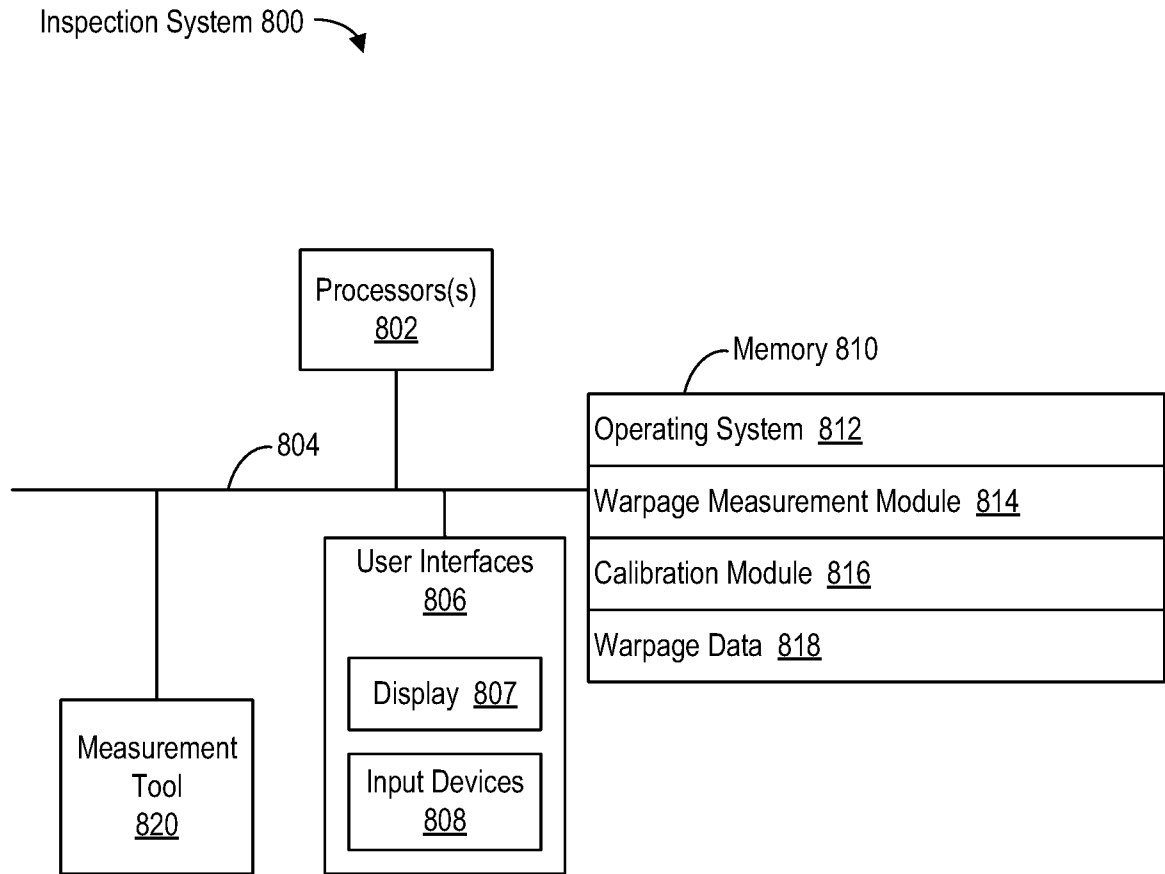 Inspection System 800
Processors(s)
802
Memory 810
Operating System 812
804
Warpage Measurement Module 814
User Interfaces
806
Calibration Module 816
Warpage Data 818
Display 807
Measurement
Tool
820
Input Devices
808